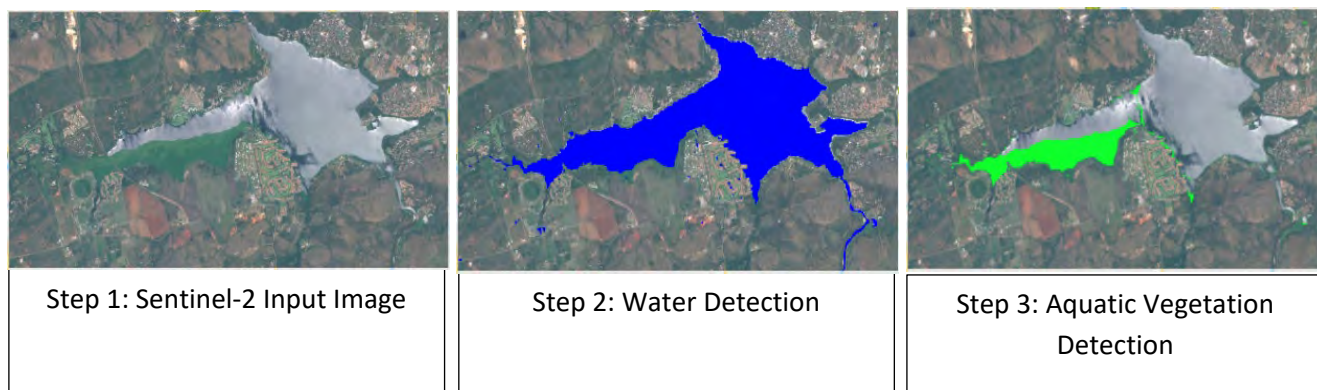 Step 1: Sentinel-2 Input Image
Step 2: Water Detection
Step 3: Aquatic Vegetation
Detection